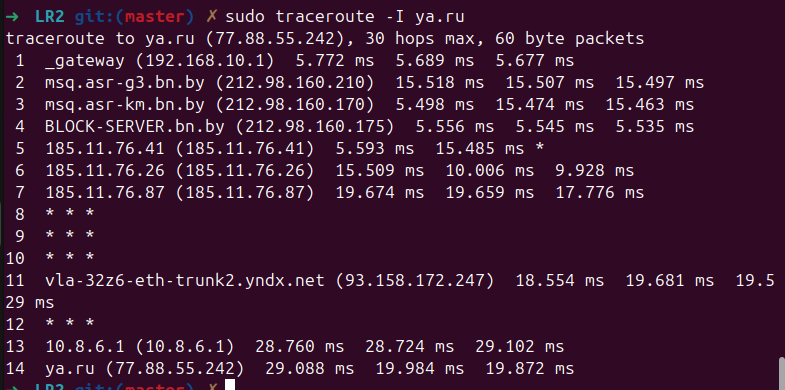 ➜  LR2 git:(master) ✗ sudo traceroute -I ya.ru
traceroute to ya.ru (77.88.55.242), 30 hops max, 60 byte packets
 1  _gateway (192.168.10.1)  5.772 ms  5.689 ms  5.677 ms
 2  msq.asr-g3.bn.by (212.98.160.210)  15.518 ms  15.507 ms  15.497 ms
 3  msq.asr-km.bn.by (212.98.160.170)  5.498 ms  15.474 ms  15.463 ms
 4  BLOCK-SERVER.bn.by (212.98.160.175)  5.556 ms  5.545 ms  5.535 ms
 5  185.11.76.41 (185.11.76.41)  5.593 ms  15.485 ms *
 6  185.11.76.26 (185.11.76.26)  15.509 ms  10.006 ms  9.928 ms
 7  185.11.76.87 (185.11.76.87)  19.674 ms  19.659 ms  17.776 ms
 8  * * *
 9  * * *
10  * * *
11  vla-32z6-eth-trunk2.yndx.net (93.158.172.247)  18.554 ms  19.681 ms  19.5
29 ms
12  * * *
13  10.8.6.1 (10.8.6.1)  28.760 ms  28.724 ms  29.102 ms
14  ya.ru (77.88.55.242)  29.088 ms  19.984 ms  19.872 ms
➜  LR2 git:(master) ✗